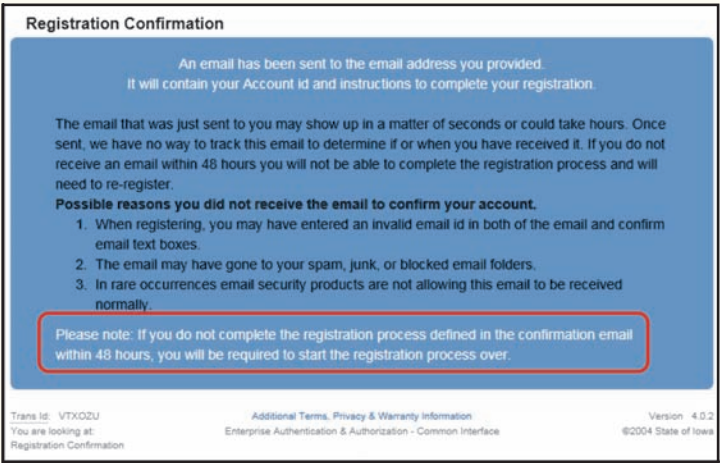 Registration Confirmation
An email has been sent to the email address you provided.
It will contain your Account id and instructions to complete your registration.
The email that was just sent to you may show up in a matter of seconds or could take hours. Once
sent, we have no way to track this email to determine if or when you have received it. If you do not
receive an email within 48 hours you will not be able to complete the registration process and will
need to re-register.
Possible reasons you did not receive the email to confirm your account.
1. When registering, you may have entered an invalid email id in both of the email and confirm
email text boxes.
2. The email may have gone to your spam, junk, or blocked email folders.
3. In rare occurrences email security products are not allowing this email to be received
normally.
Please note: If you do not complete the registration process defined in the confirmation email
within 48 hours, you will be required to start the registration process over.
Trans Id: VTXOZU Additional Terms, Privacy & Warranty Information Version 4.0.2
You are looking at: Enterprise Authentication & Authorization - Common Interface ©2004 State of Iowa
Registration Confirmation